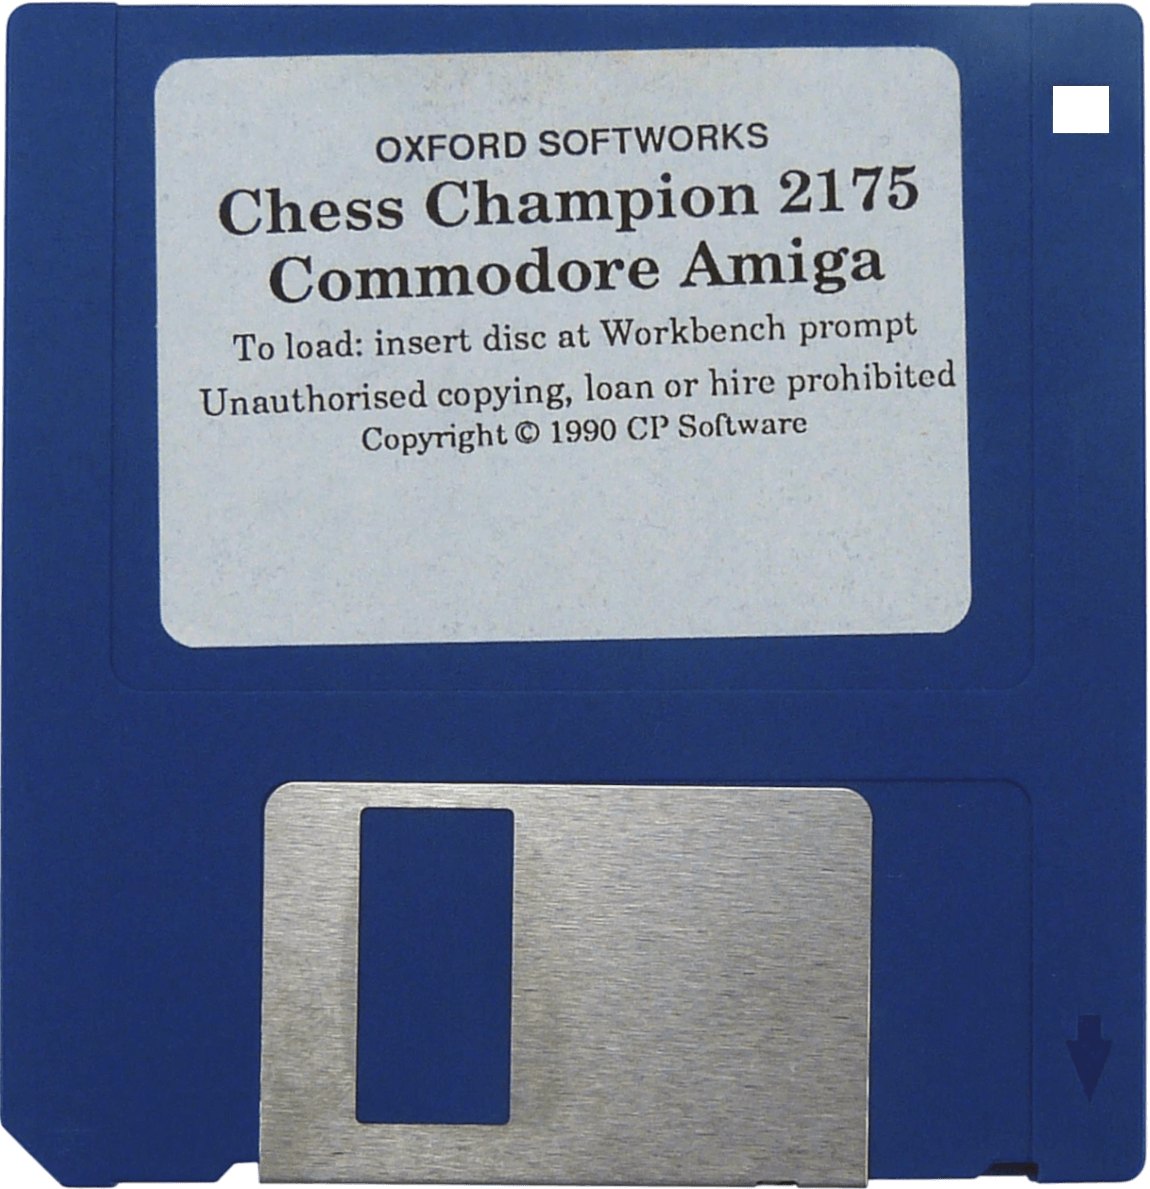 OXFORD SOFTWORKS
Chess Champion 2175
Commodore Amiga
To load: insert disc at Workbench prompt
Unauthorised copying, loan or hire prohibited
Copyright © 1990 CP Software